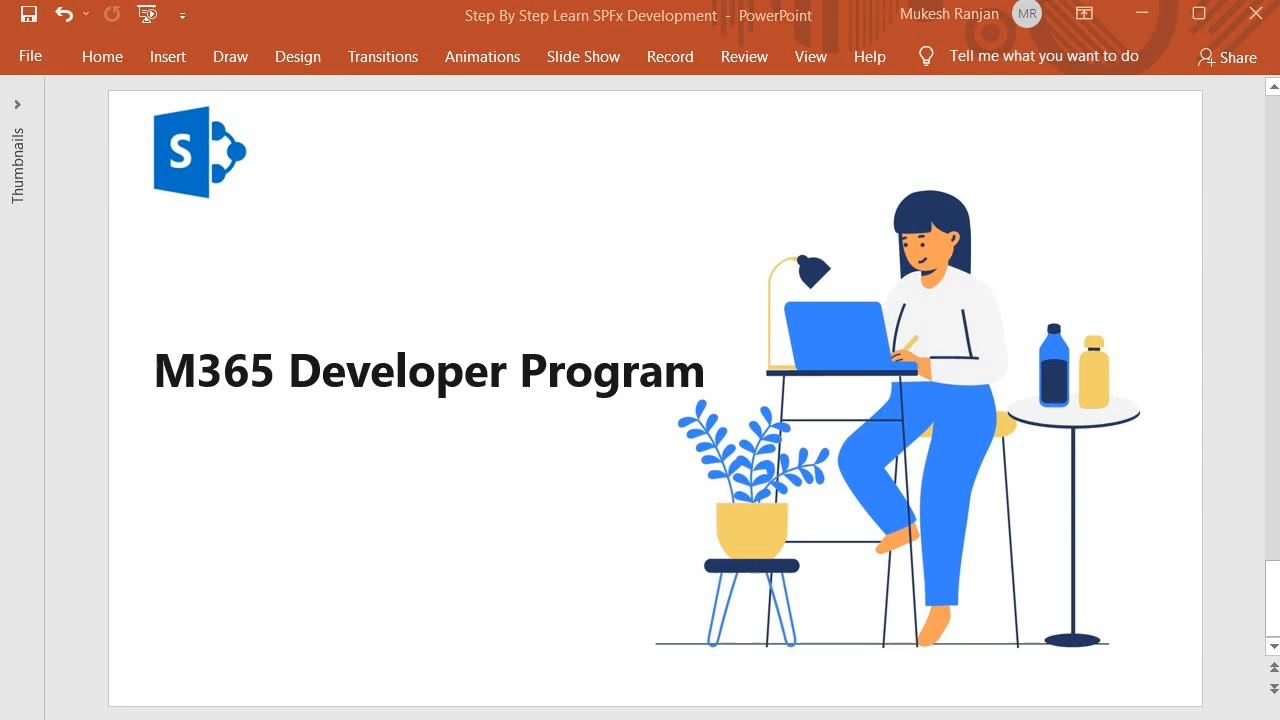 Step By Step Learn SPFx Development - PowerPoint
Mukesh Ranjan MR
File Home Insert Draw Design Transitions Animations Slide Show Record Review View Help Tell me what you want to do Share
Thumbnails
S
M365 Developer Program